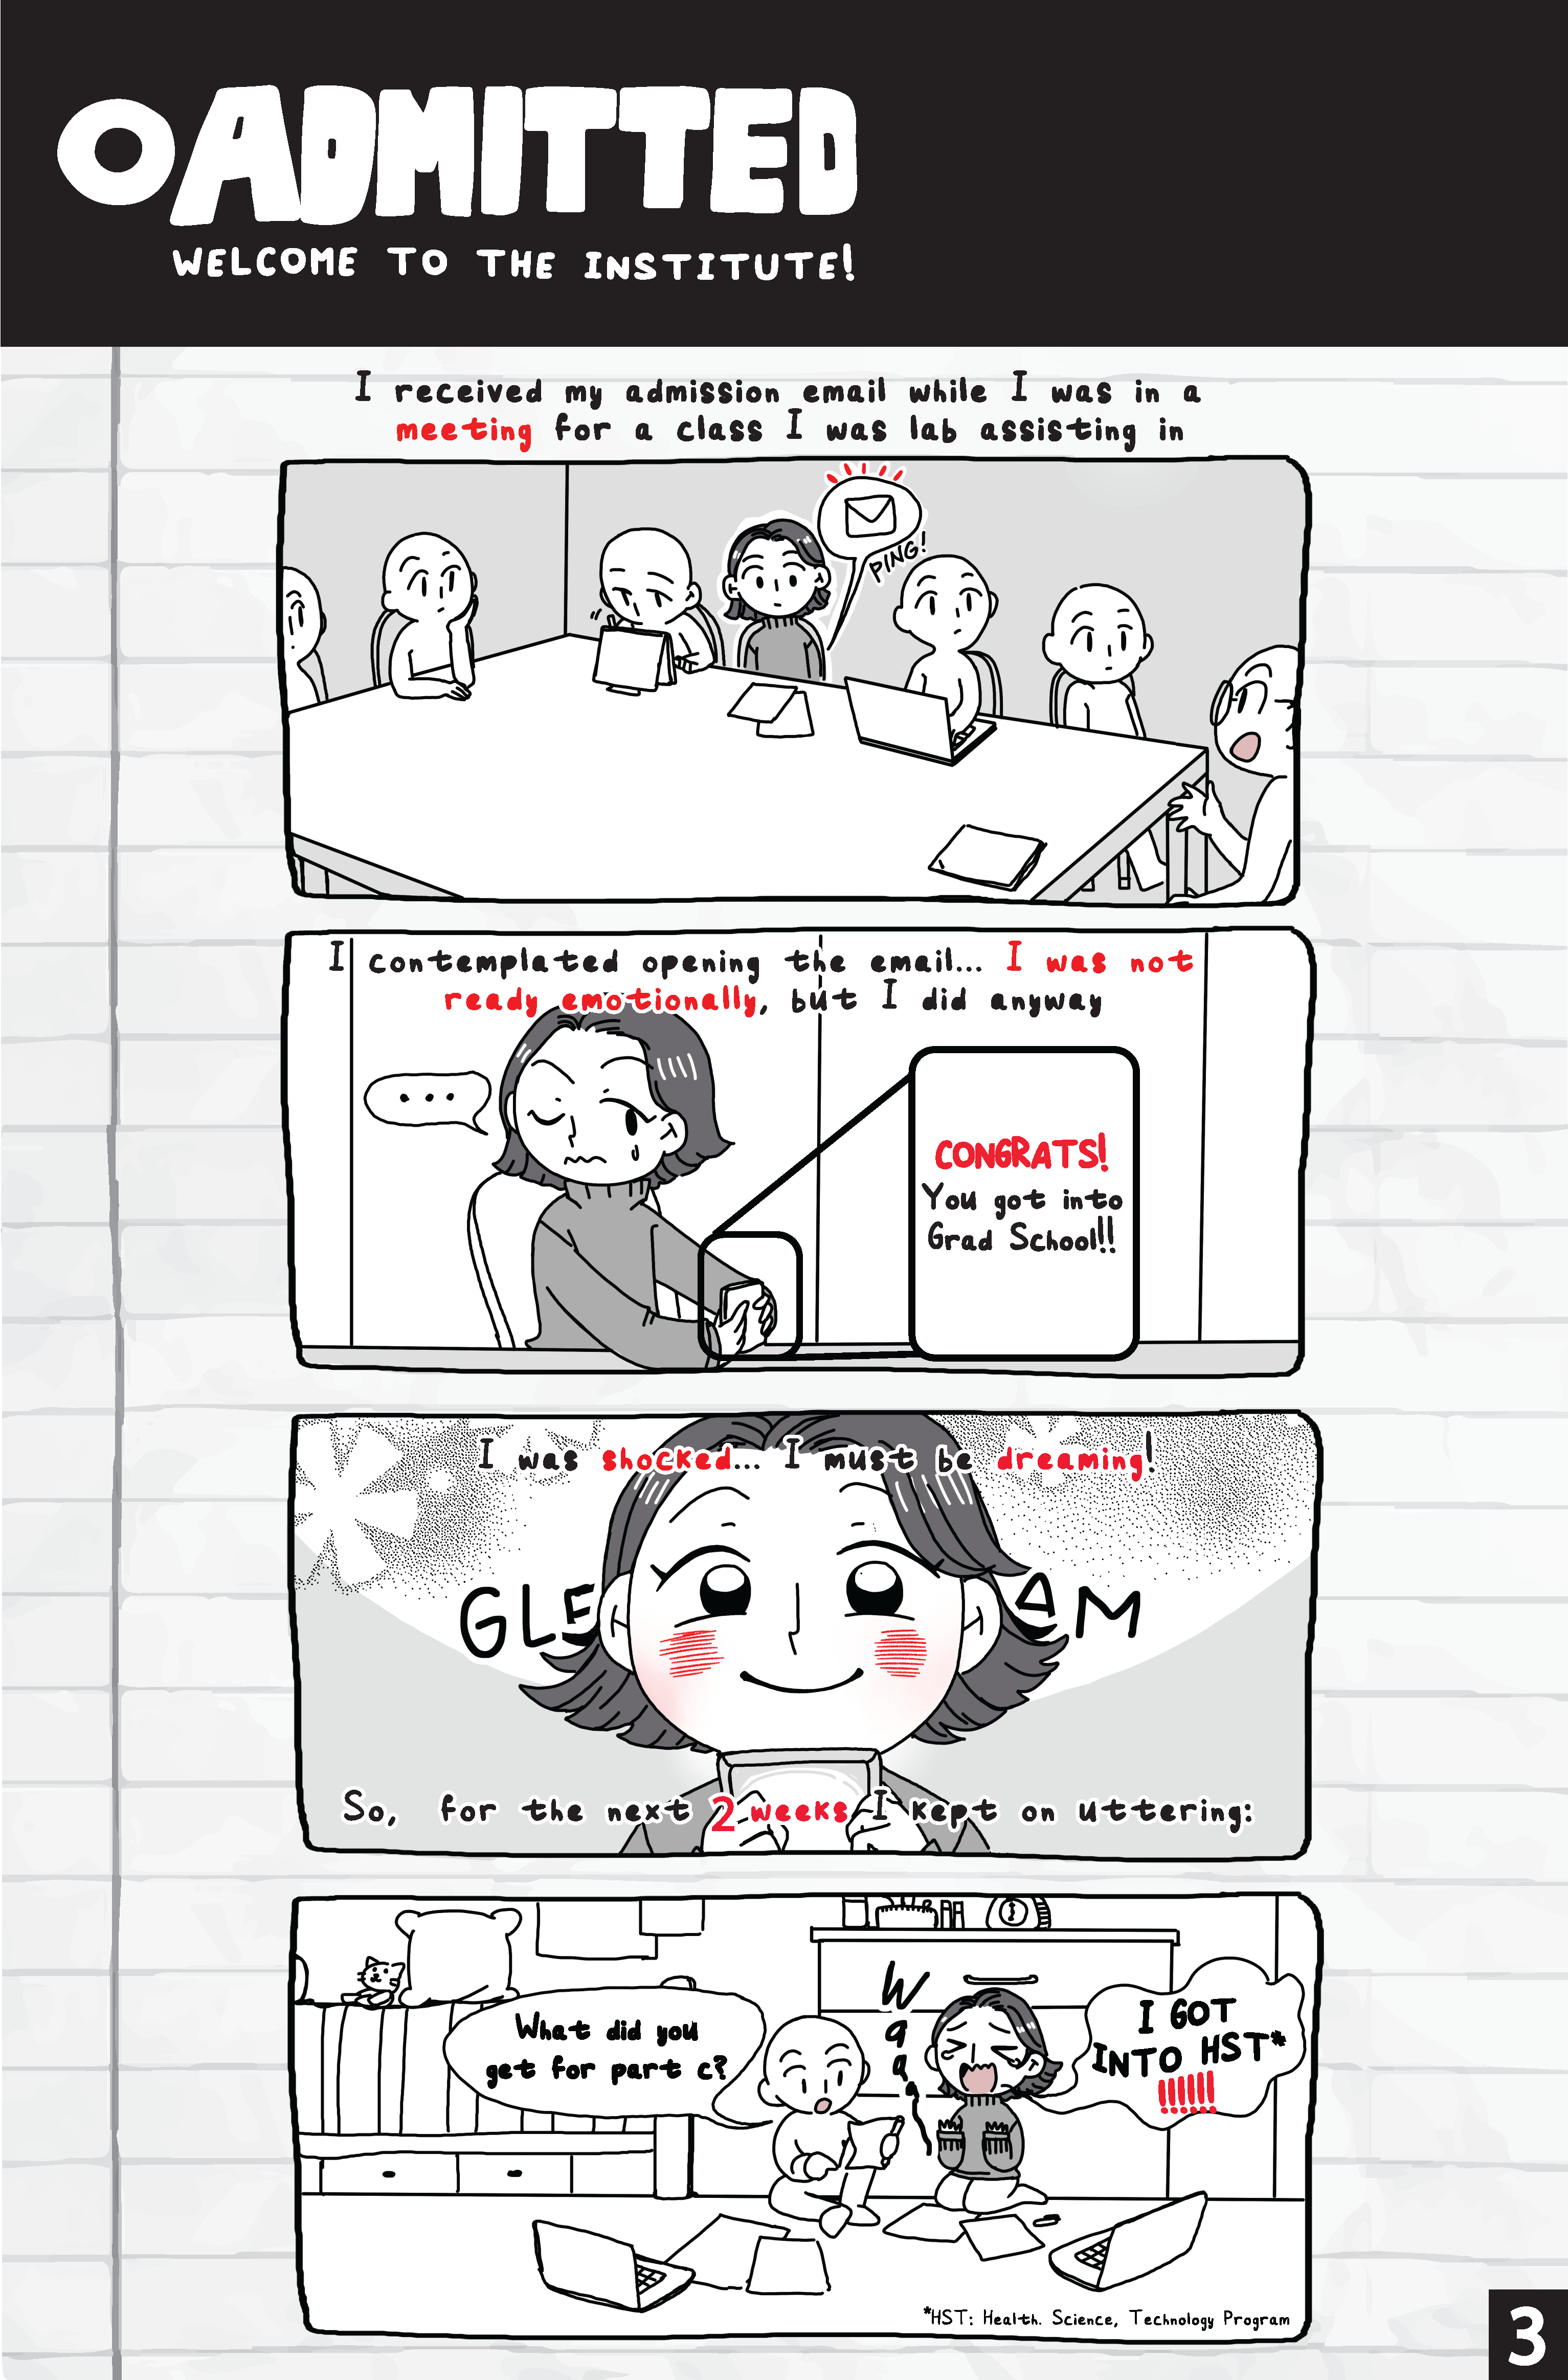 ADMITTED
WELCOME TO THE INSTITUTE!
I received my admission email while I was in a
meeting for a class I was lab assisting in
PING!
I contemplated opening the email... I was not
ready emotionally, but I did anyway
...
CONGRATS!
You got into
Grad School!!
I was shocked... I must be dreaming!
GLE AM
So, for the next 2 weeks I kept on uttering:
What did you
get for part c?
Waaa
I GOT
INTO HST*
!!!!!!
*HST: Health. Science, Technology Program
3